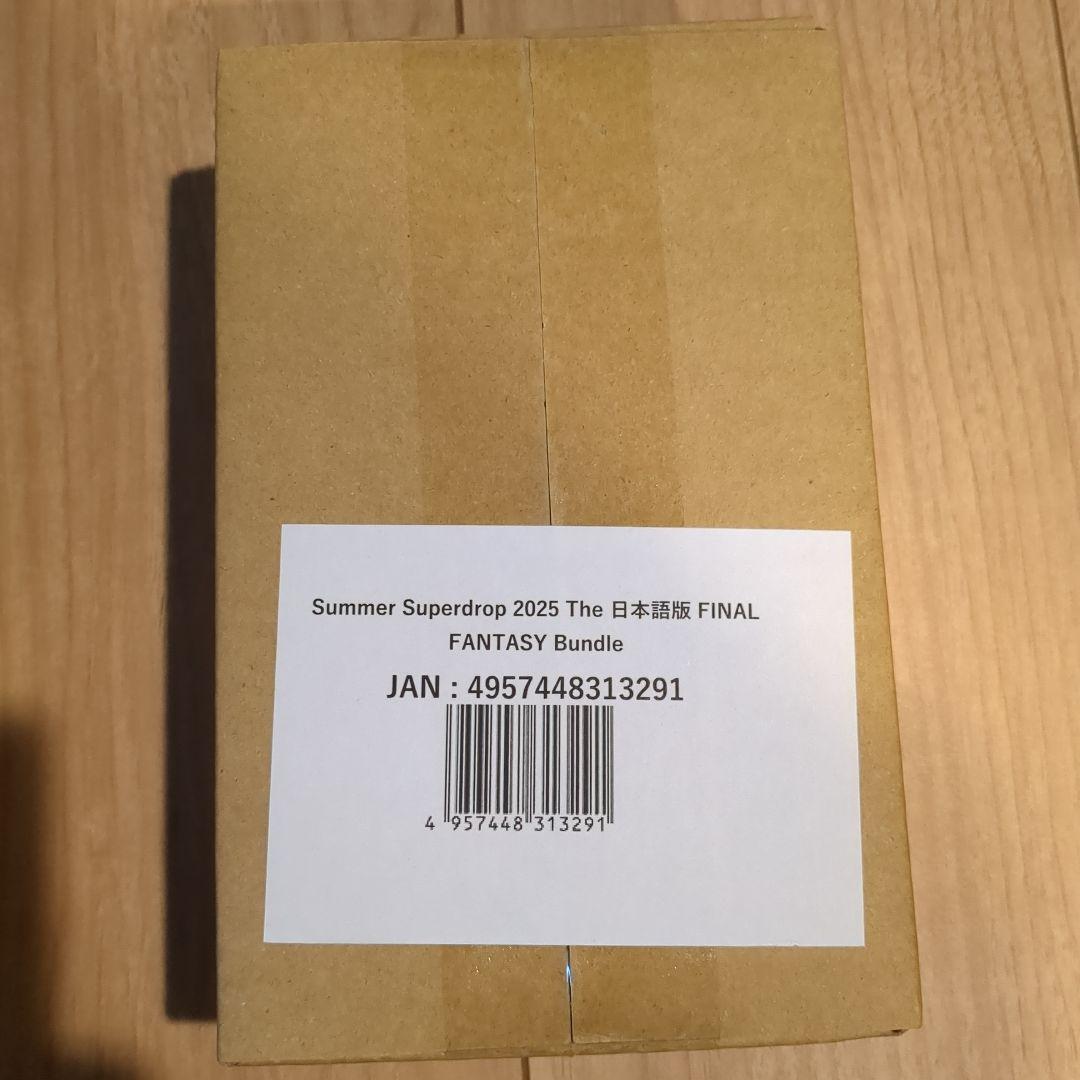 Summer Superdrop 2025 The 日本語版 FINAL
FANTASY Bundle
JAN : 4957448313291
4 957448 313291